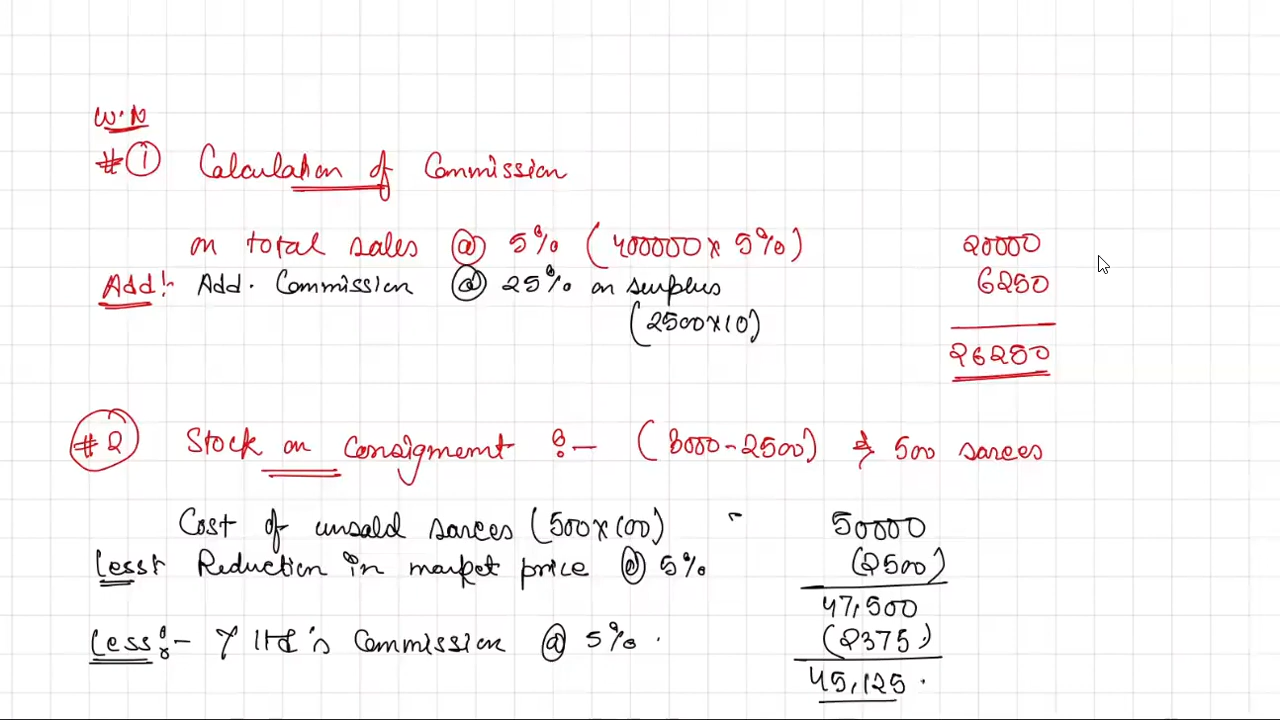 W.N
#① Calculation of Commission
on total sales @ 5% (400000 x 5%) 20000
Add:- Add. Commission @ 25% on surplus 6250
(2500x10)
26250
#2 Stock on consignment :- (3000-2500) ⇒ 500 sarees
Cost of unsold sarees (500x100) 50000
Less: Reduction in market price @ 5% (2500)
47,500
Less:- Y Ltd's Commission @ 5%. (2375)
45,125.